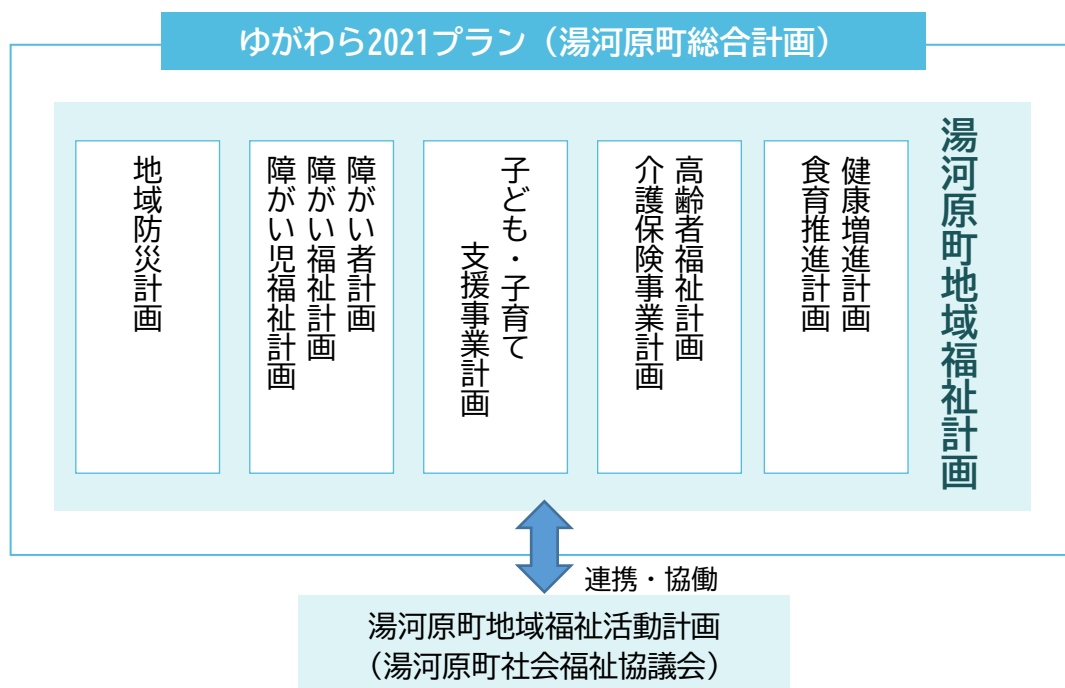 ゆがわら2021プラン（湯河原町総合計画）
湯河原町地域福祉計画
健康増進計画
食育推進計画
高齢者福祉計画
介護保険事業計画
子ども・子育て
支援事業計画
障がい者計画
障がい福祉計画
障がい児福祉計画
地域防災計画
連携・協働
湯河原町地域福祉活動計画
（湯河原町社会福祉協議会）